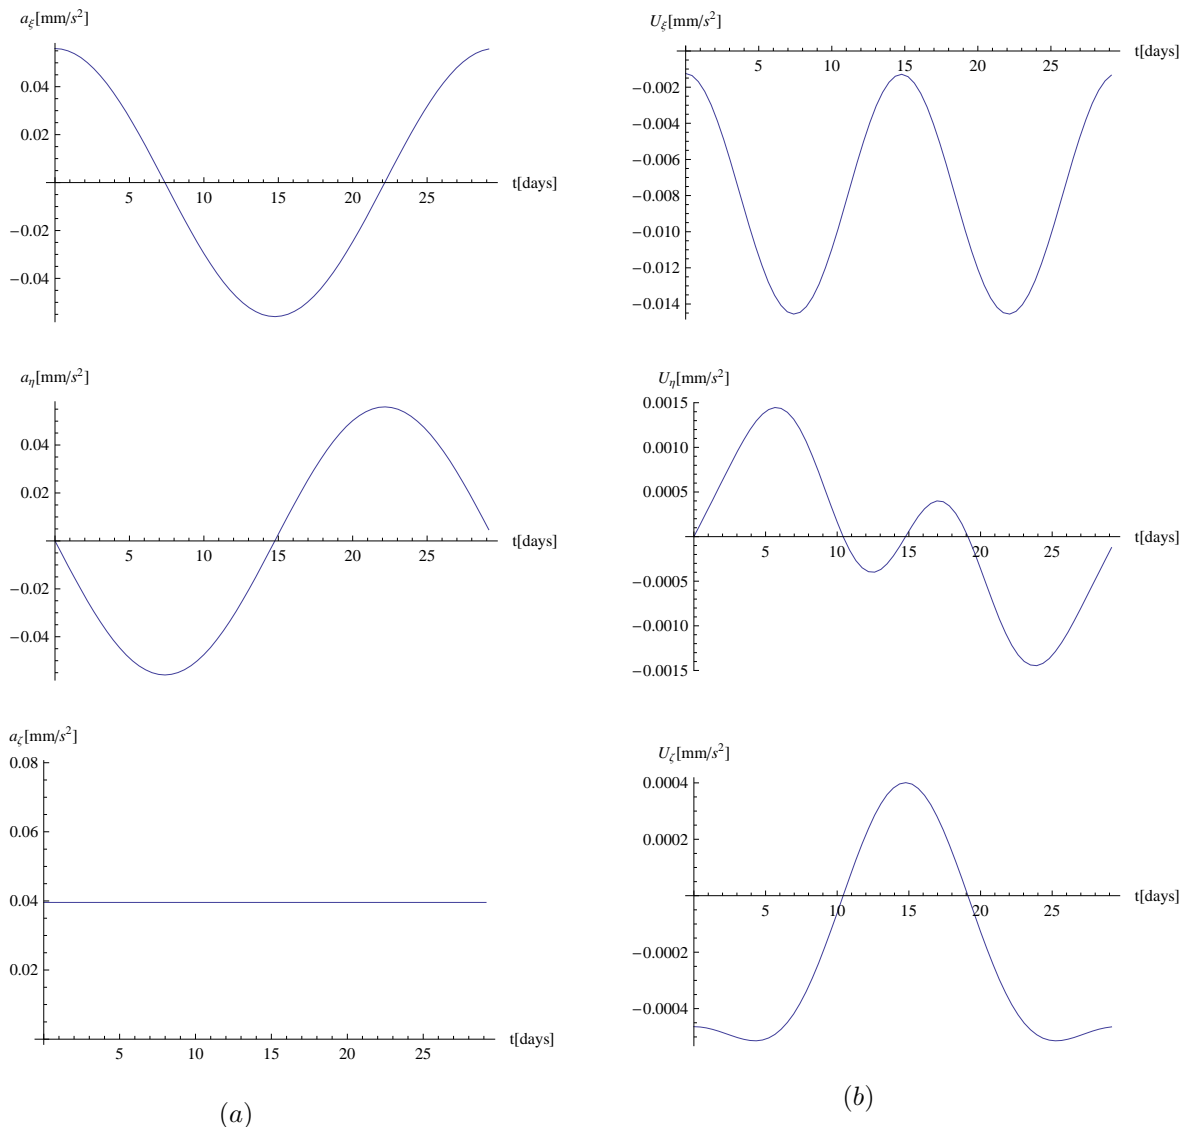 a_ξ[mm/s²]
0.04
0.02
−0.02
−0.04
5 10 15 20 25
t[days]
a_η[mm/s²]
0.04
0.02
−0.02
−0.04
5 10 15 20 25
t[days]
a_ζ[mm/s²]
0.08
0.06
0.04
0.02
5 10 15 20 25
t[days]
(a)
U_ξ[mm/s²]
5 10 15 20 25
t[days]
−0.002
−0.004
−0.006
−0.008
−0.010
−0.012
−0.014
U_η[mm/s²]
0.0015
0.0010
0.0005
−0.0005
−0.0010
−0.0015
5 10 15 20 25
t[days]
U_ζ[mm/s²]
0.0004
0.0002
−0.0002
−0.0004
5 10 15 20 25
t[days]
(b)